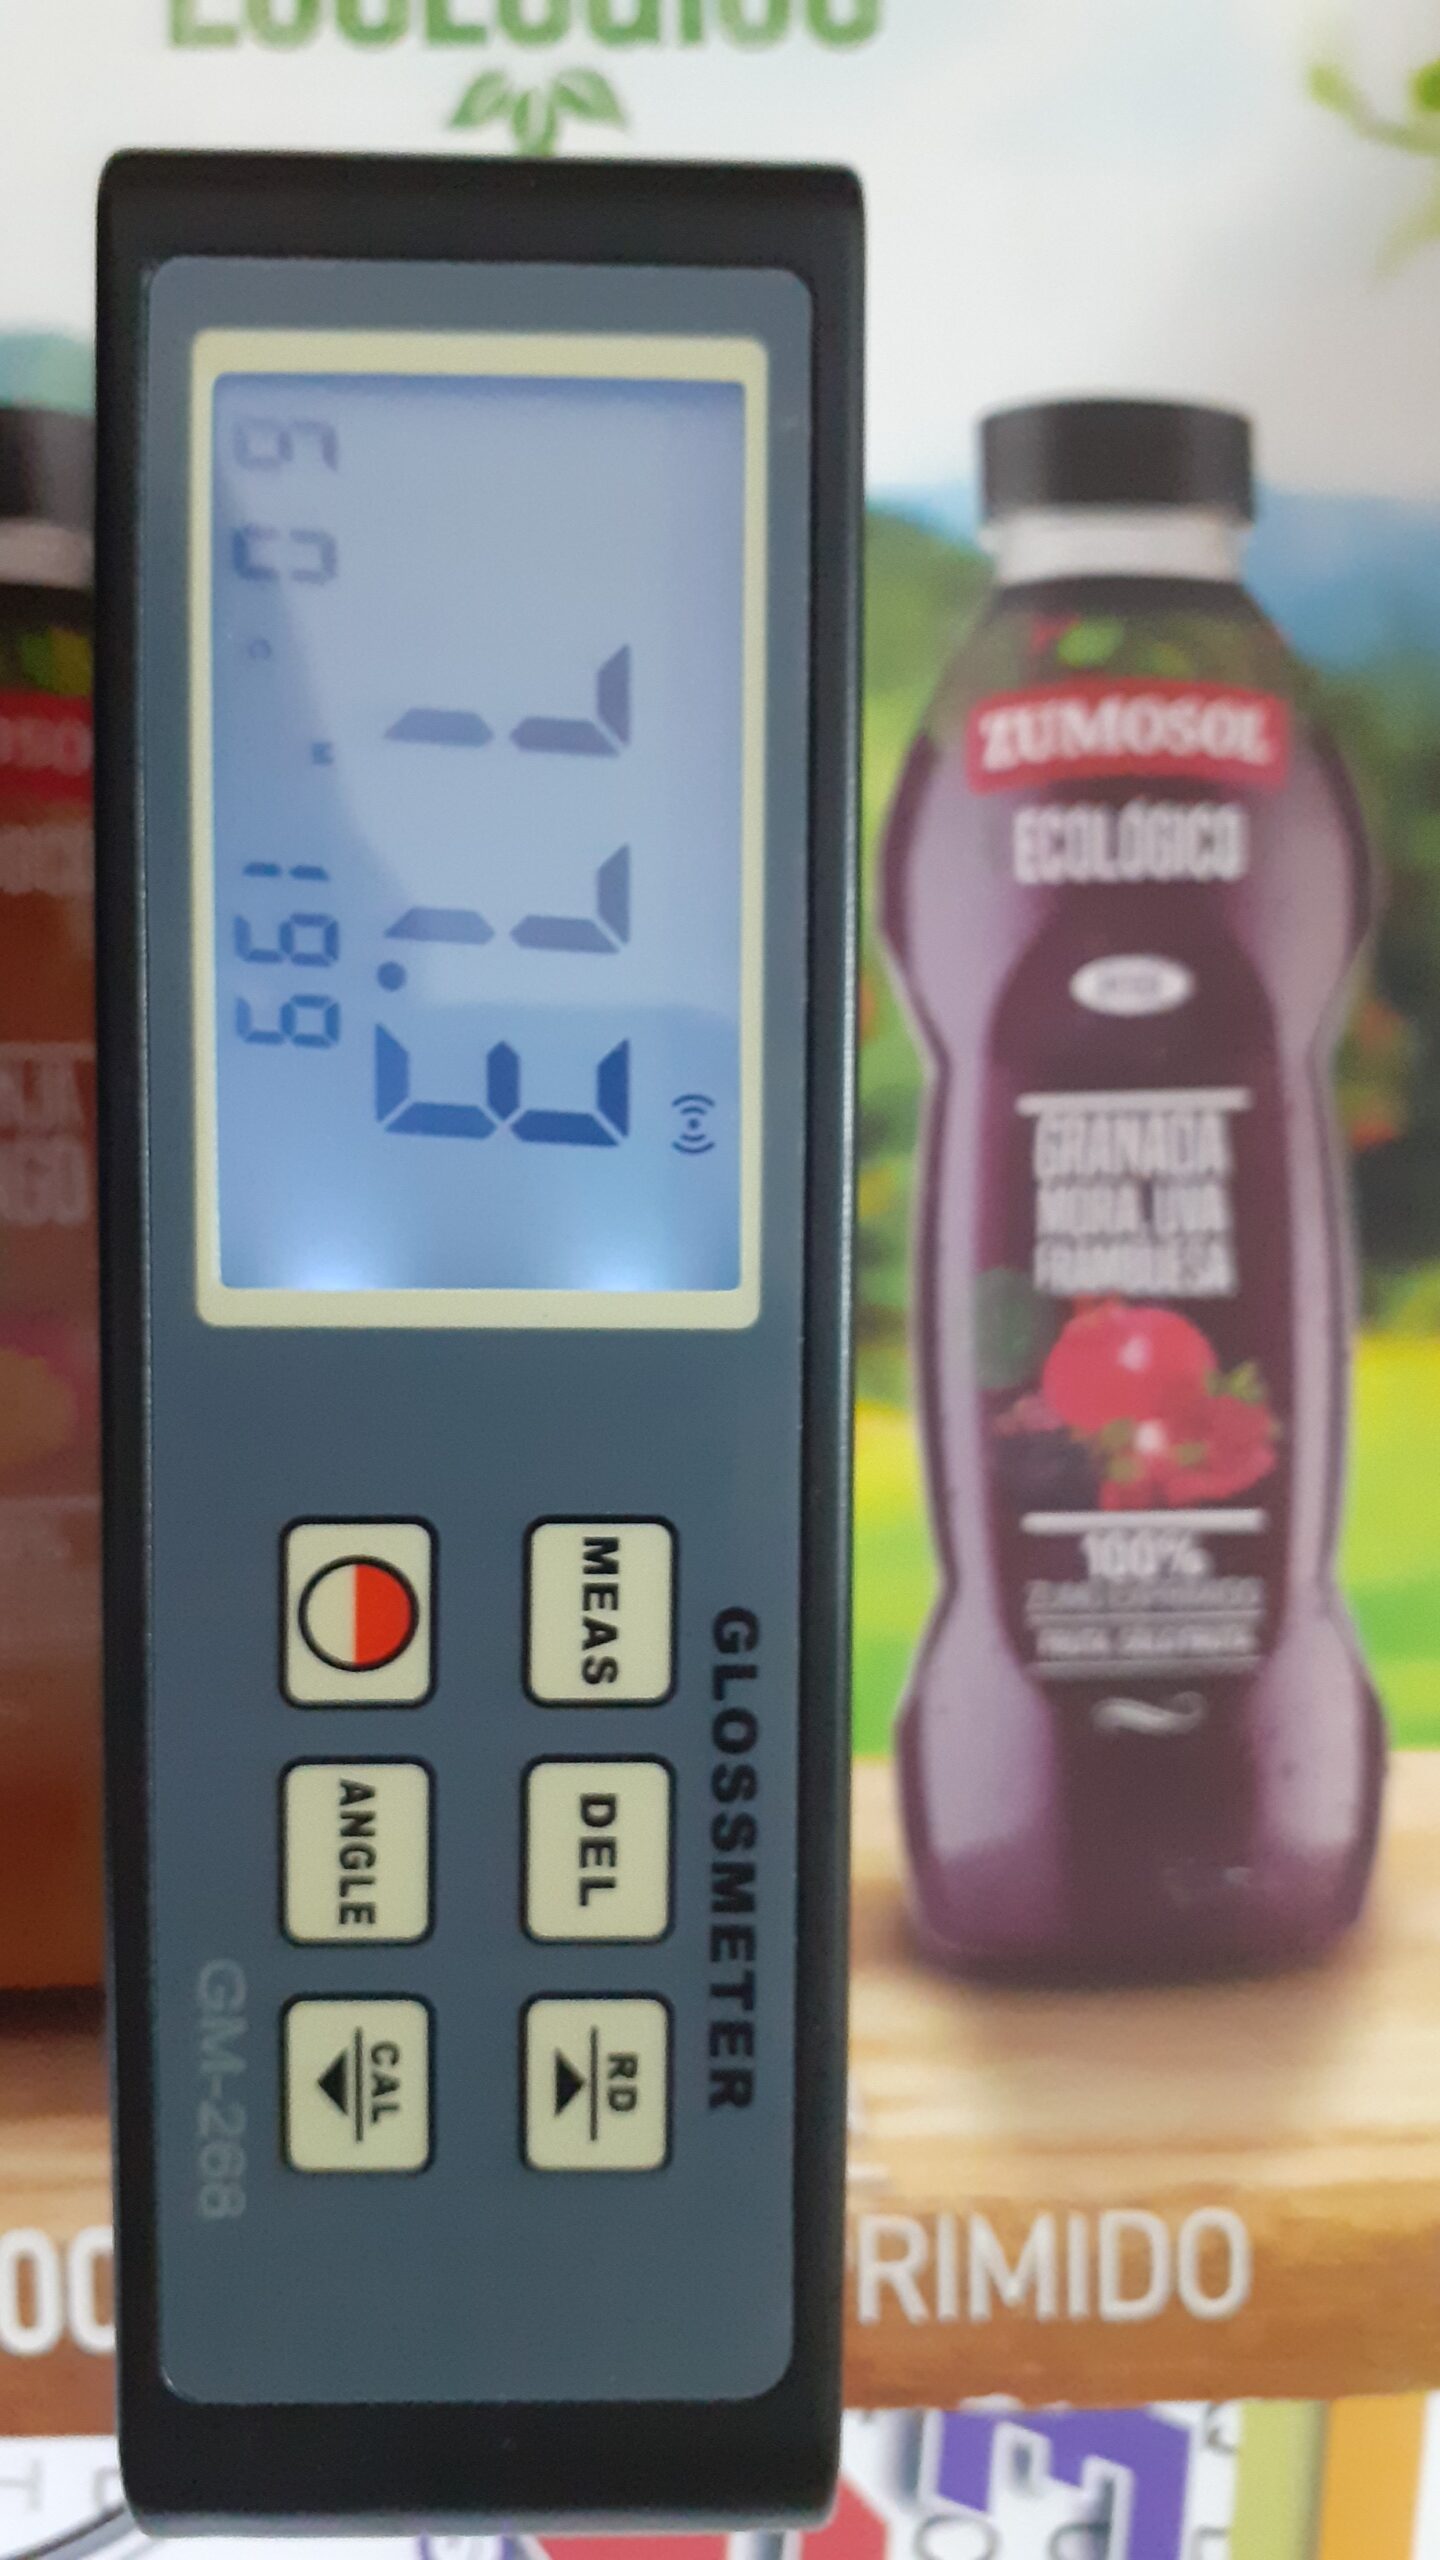 ECOLÓGICO
77.3
199
MEAS
DEL
RD
ANGLE
CAL
GLOSSMETER
GM-268
ZUMOSOL
ECOLÓGICO
GRANADA
MORA, UVA
FRAMBUESA
100%
RIMIDO